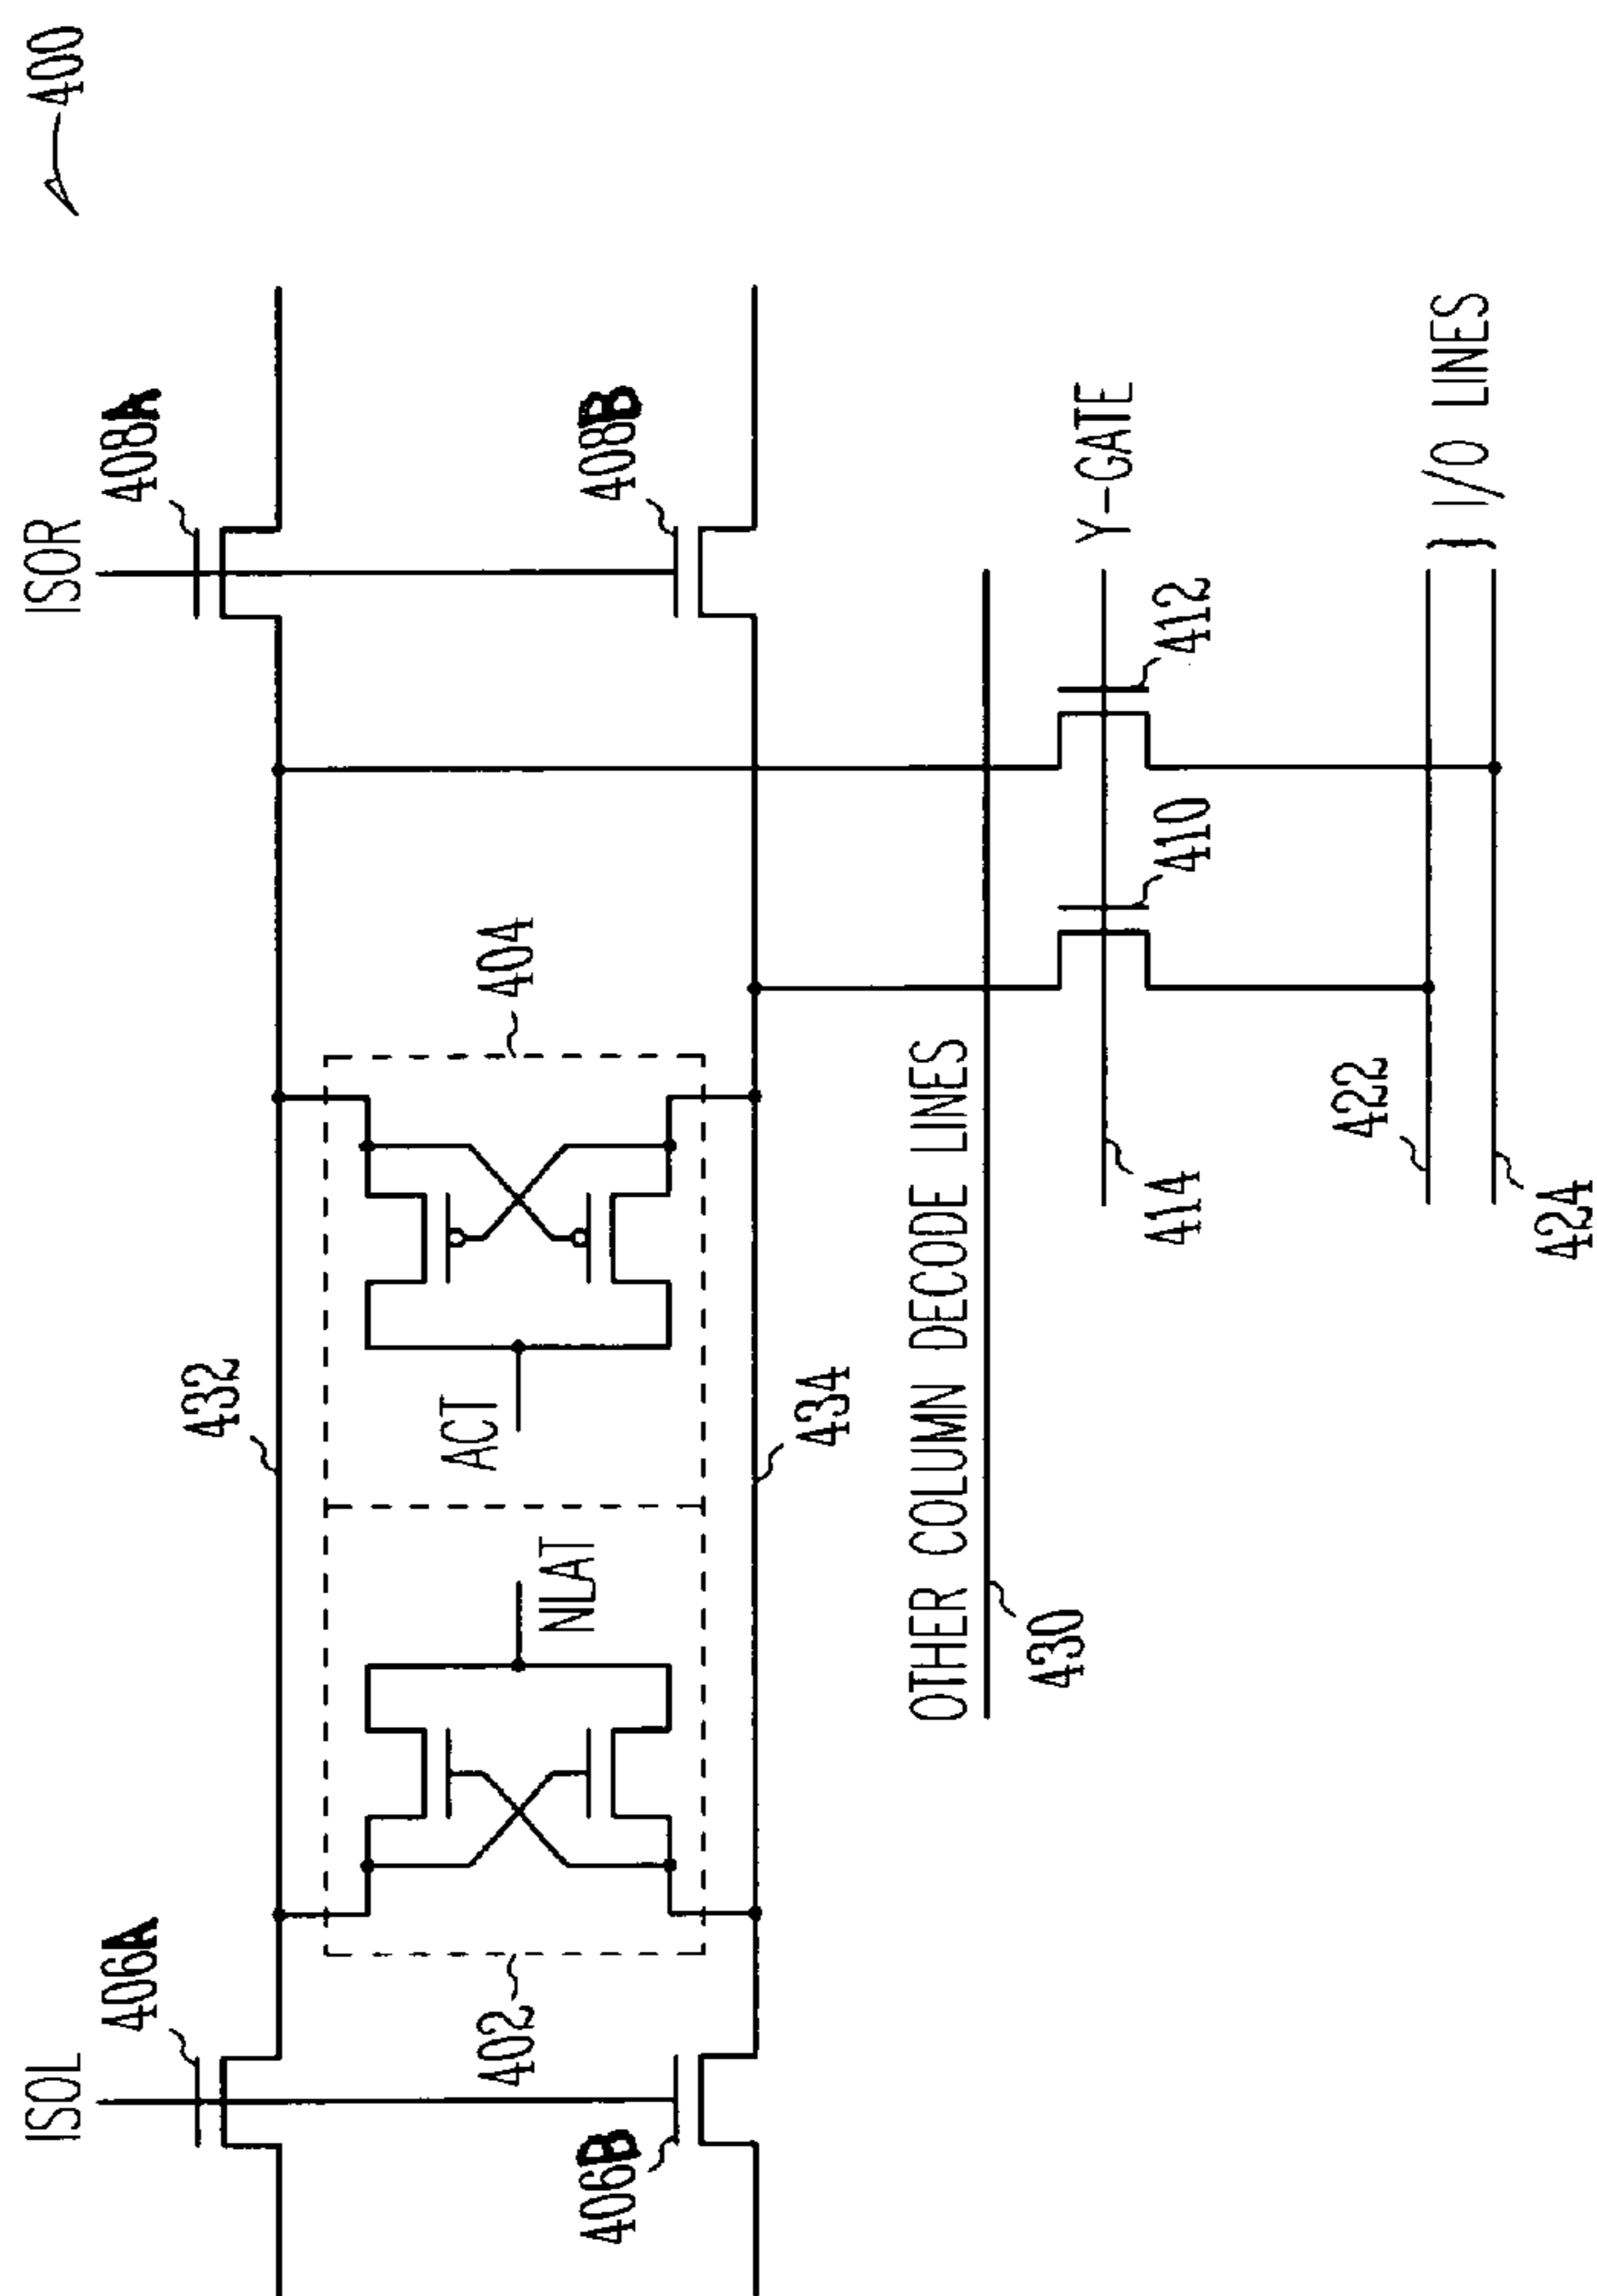 400
ISOL
ISOR
406A
408A
432
402
404
NLAT
ACT
406B
408B
434
OTHER COLUMN DECODE LINES
430
414
Y-GATE
410
412
422
424
} I/O LINES